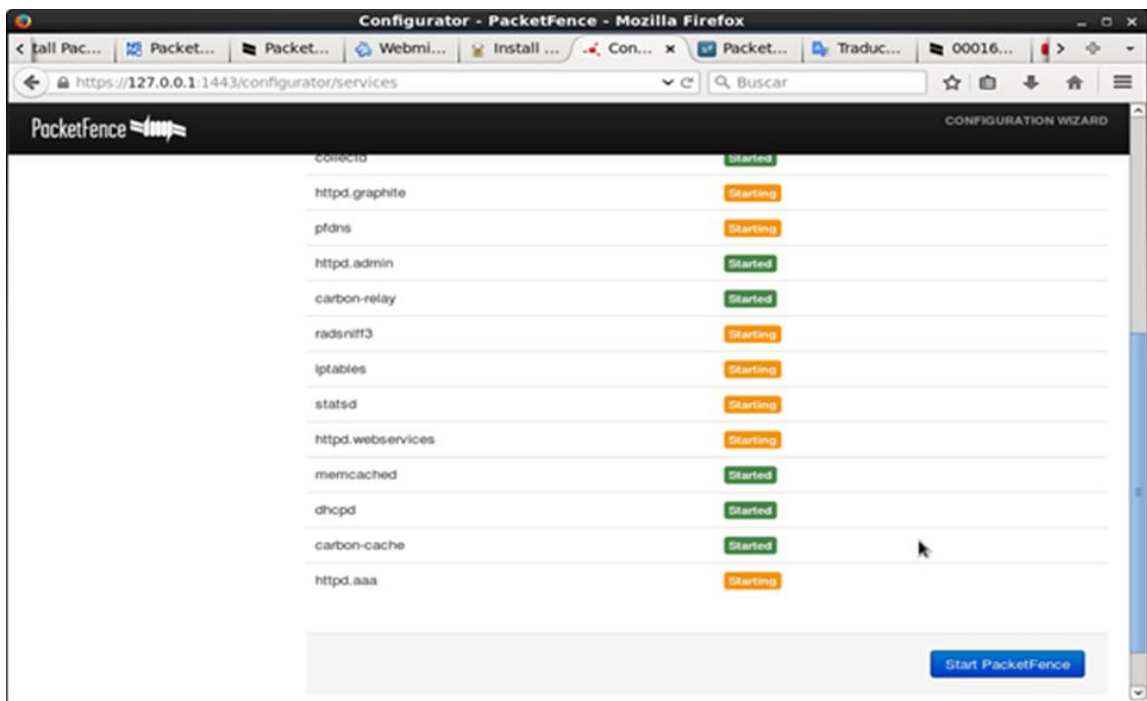 Configurator - PacketFence - Mozilla Firefox
tall Pac... Packet... Packet... Webmi... Install ... Con... Packet... Traduc... 00016...
https://127.0.0.1:1443/configurator/services Buscar
PacketFence CONFIGURATION WIZARD
collectd Started
httpd.graphite Starting
pfdns Starting
httpd.admin Started
carbon-relay Started
radsniff3 Starting
iptables Starting
statsd Starting
httpd.webservices Starting
memcached Started
dhcpd Started
carbon-cache Started
httpd.aaa Starting
Start PacketFence